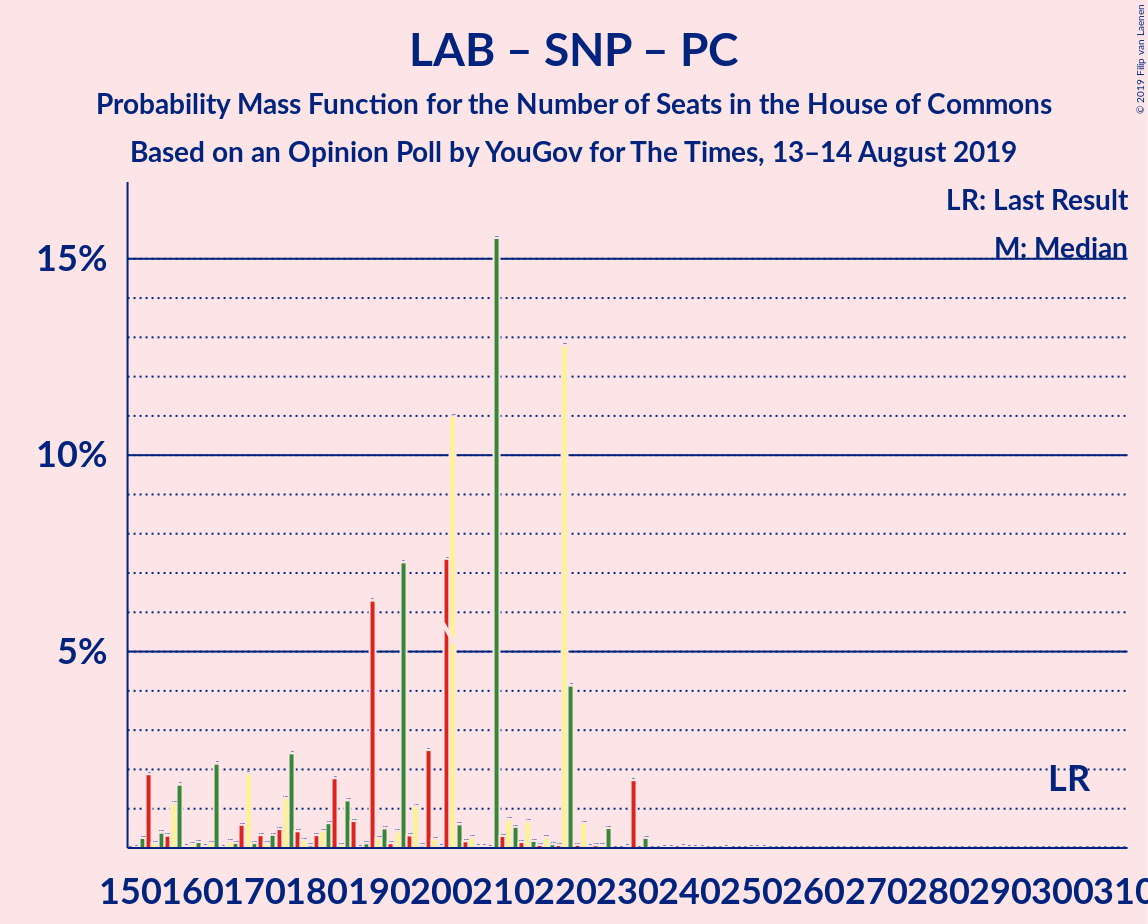 LAB – SNP – PC
Probability Mass Function for the Number of Seats in the House of Commons
Based on an Opinion Poll by YouGov for The Times, 13–14 August 2019
© 2019 Filip van Laenen
LR: Last Result
M: Median
15%
10%
5%
LR
150 160 170 180 190 200 210 220 230 240 250 260 270 280 290 300 310